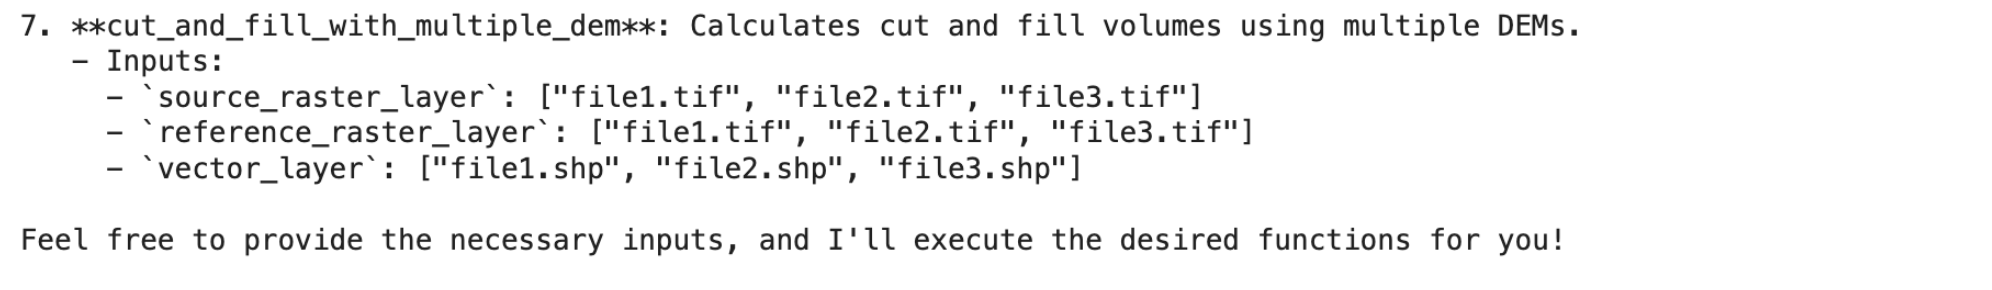 7. **cut_and_fill_with_multiple_dem**: Calculates cut and fill volumes using multiple DEMs.
   - Inputs:
     - `source_raster_layer`: ["file1.tif", "file2.tif", "file3.tif"]
     - `reference_raster_layer`: ["file1.tif", "file2.tif", "file3.tif"]
     - `vector_layer`: ["file1.shp", "file2.shp", "file3.shp"]

Feel free to provide the necessary inputs, and I'll execute the desired functions for you!